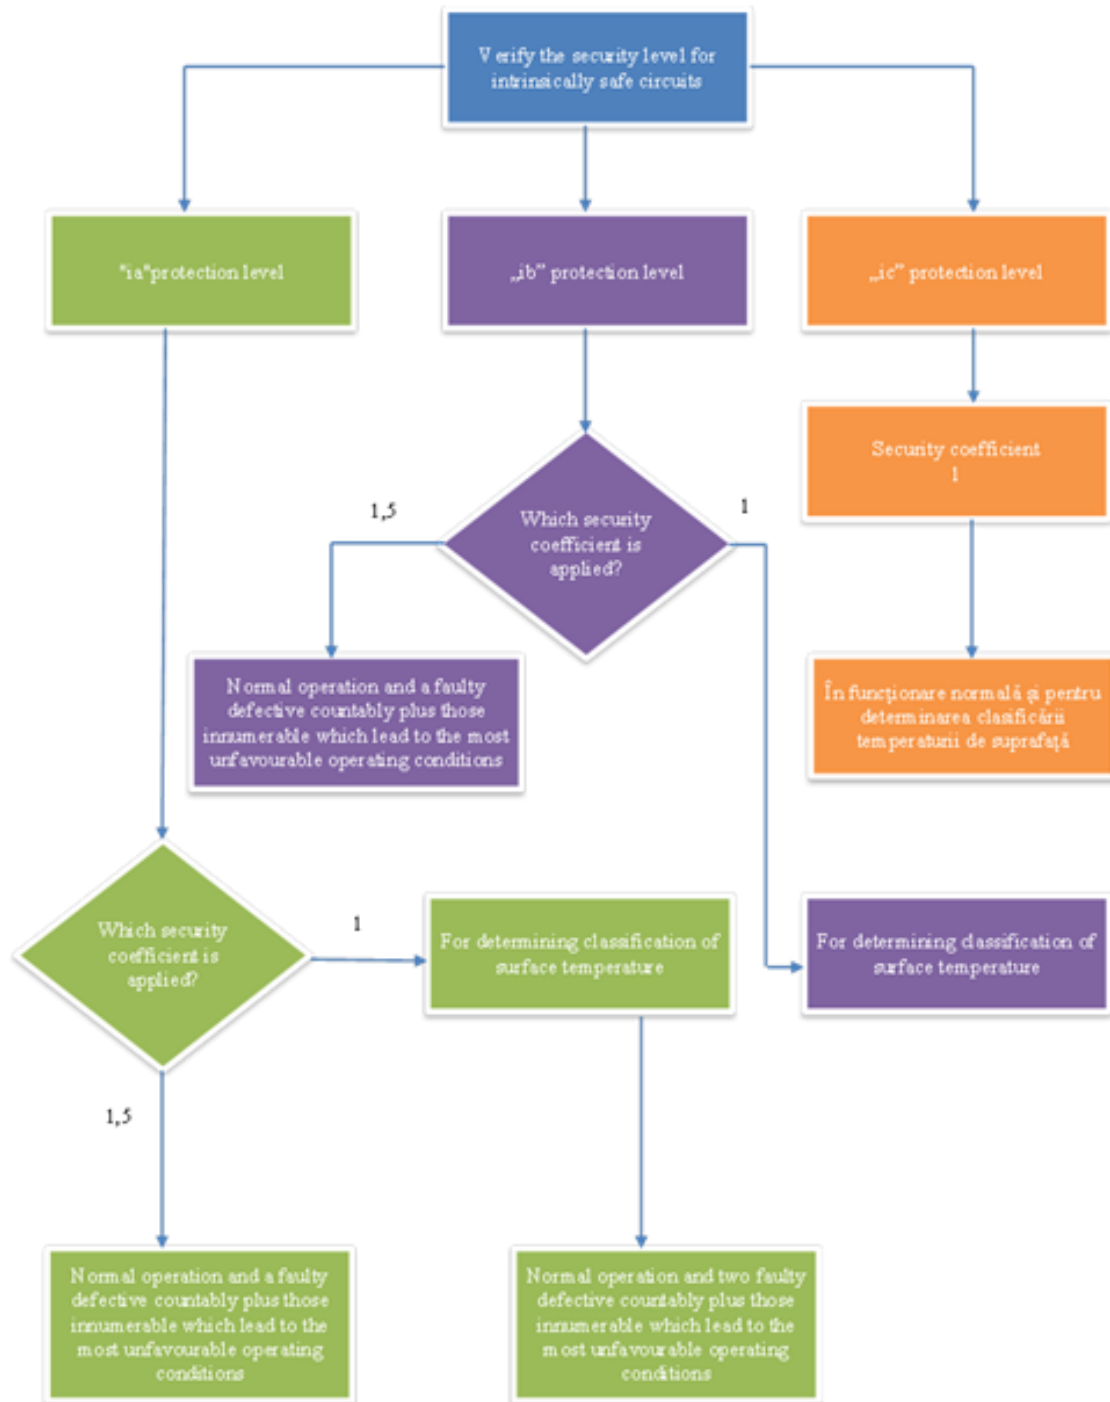 Verify the security level for
intrinsically safe circuits
"ia"protection level
„ib” protection level
„ic” protection level
Security coefficient
1
1,5
Which security
coefficient is
applied?
1
Normal operation and a faulty
defective countably plus those
innumerable which lead to the most
unfavourable operating conditions
În funcţionare normală şi pentru
determinarea clasificării
temperaturii de suprafaţă
Which security
coefficient is
applied?
1
For determining classification of
surface temperature
For determining classification of
surface temperature
1,5
Normal operation and a faulty
defective countably plus those
innumerable which lead to the
most unfavourable operating
conditions
Normal operation and two faulty
defective countably plus those
innumerable which lead to the
most unfavourable operating
conditions